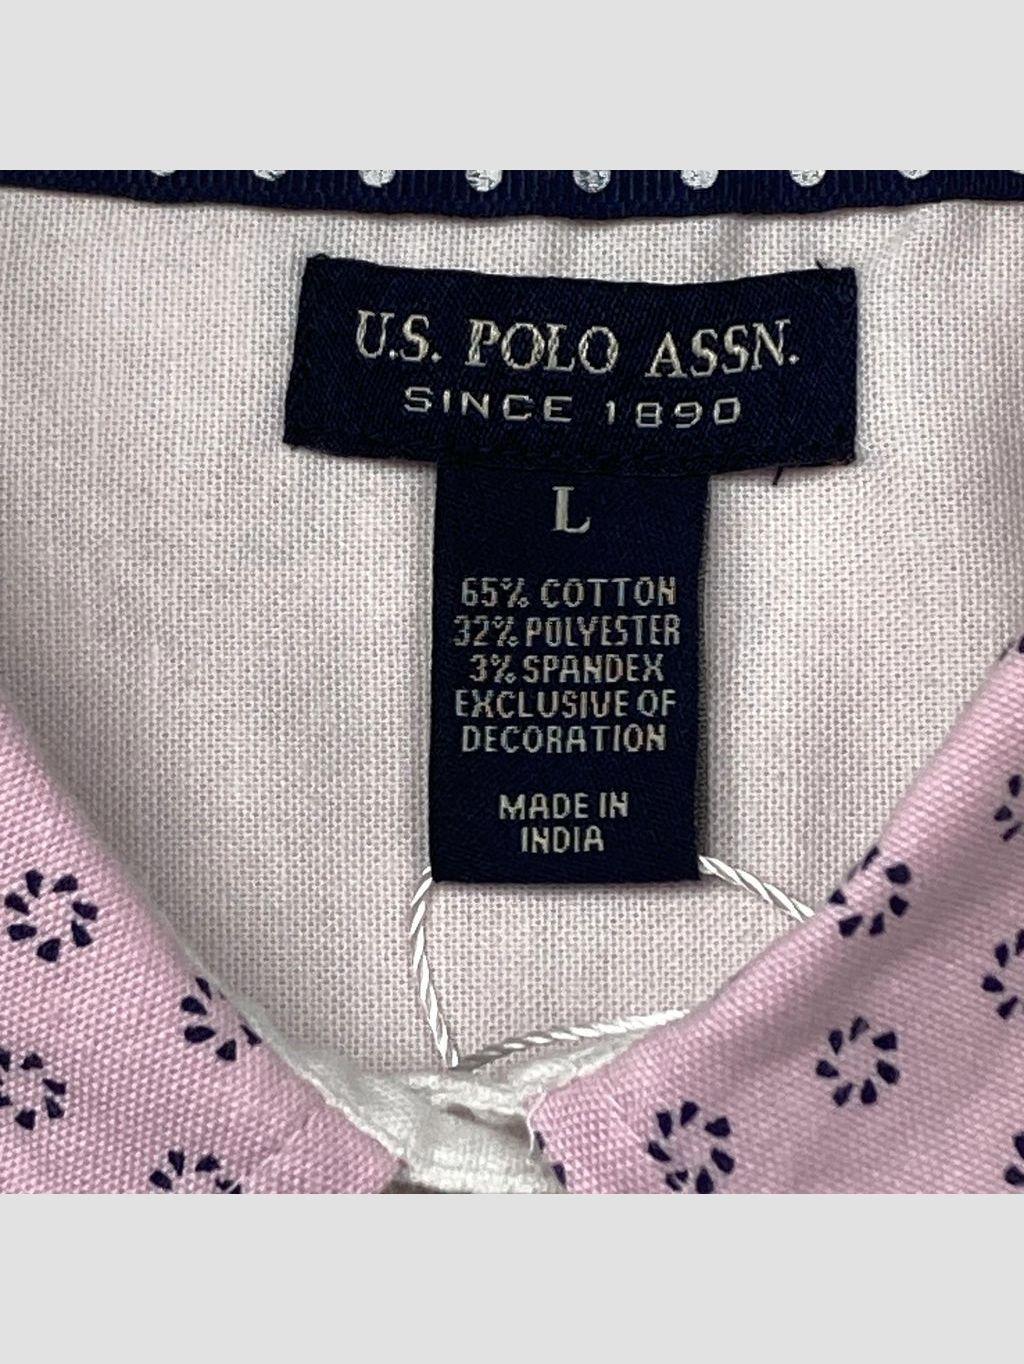 U.S. POLO ASSN.
SINCE 1890
L
65% COTTON
32% POLYESTER
3% SPANDEX
EXCLUSIVE OF
DECORATION
MADE IN
INDIA